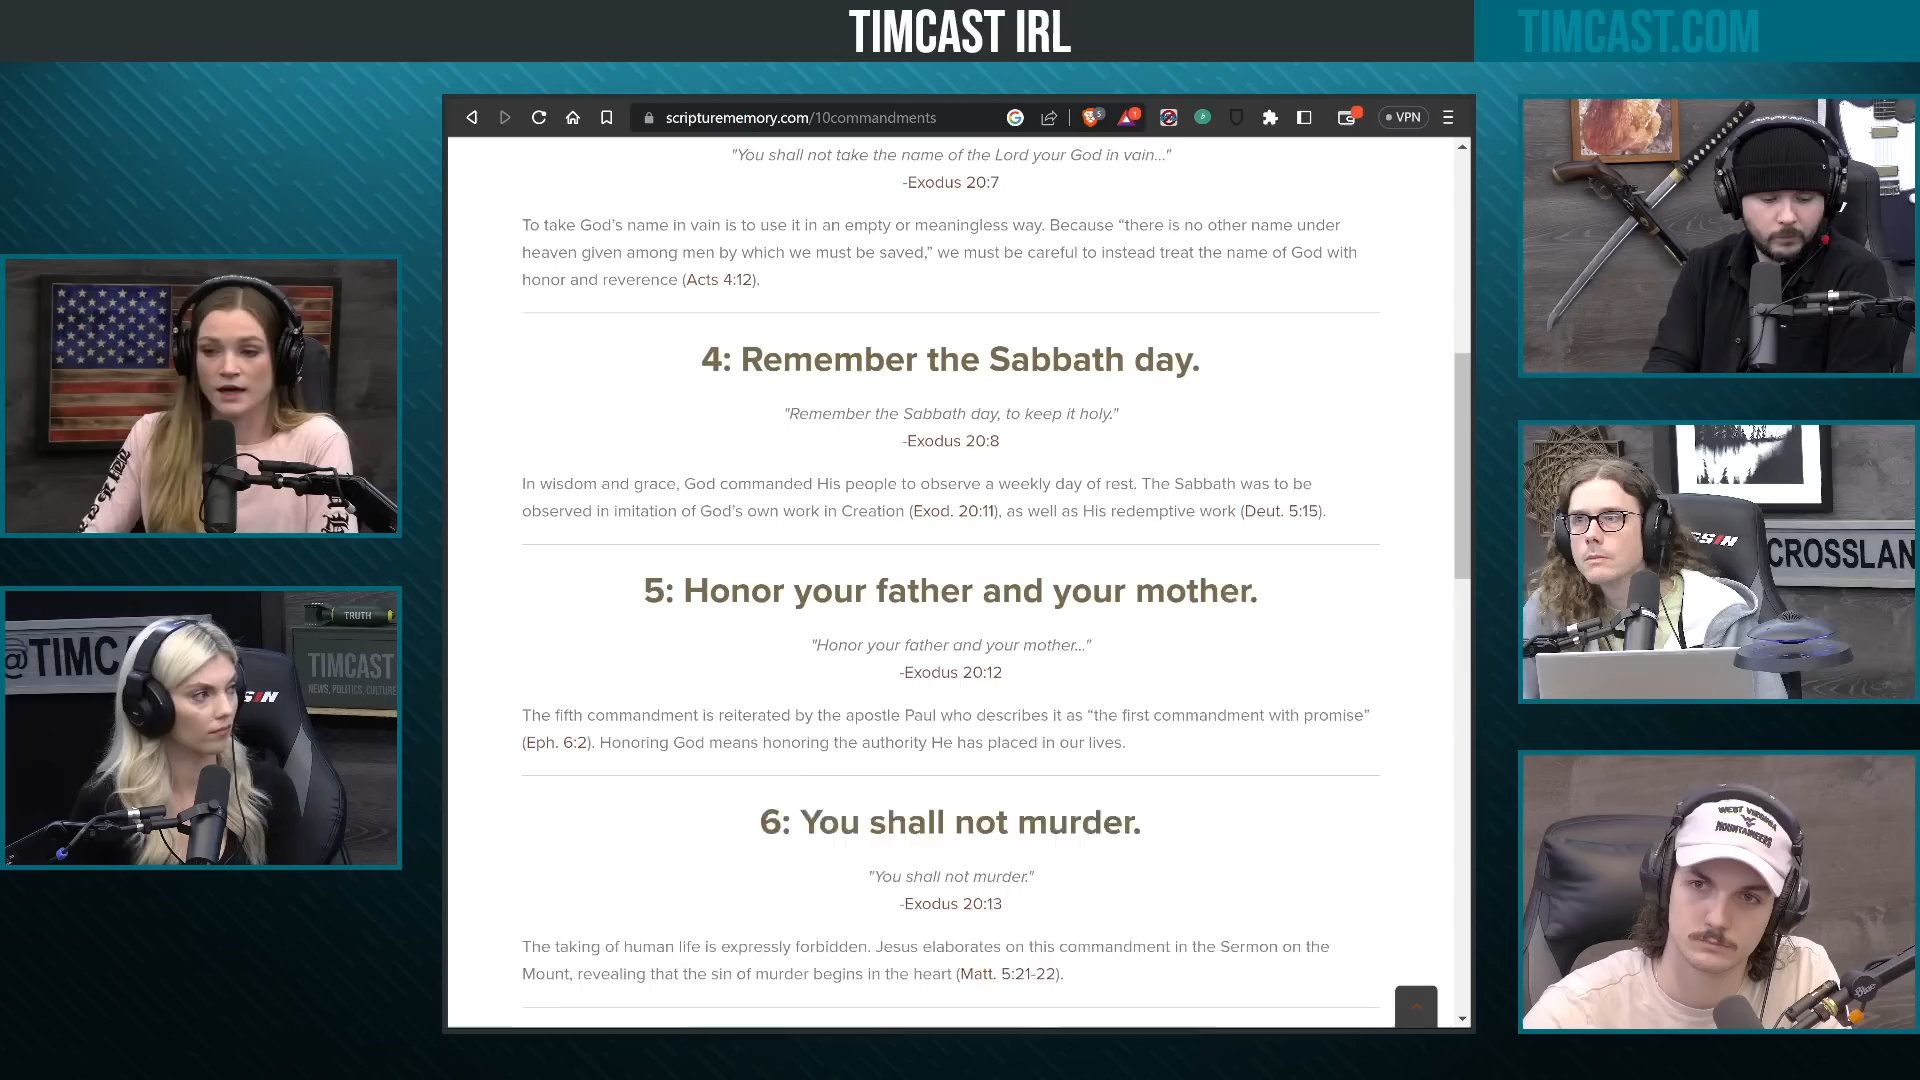 TIMCAST IRL
TIMCAST.COM
scripturememory.com/10commandments
5
1
VPN
"You shall not take the name of the Lord your God in vain..."
-Exodus 20:7
To take God’s name in vain is to use it in an empty or meaningless way. Because “there is no other name under
heaven given among men by which we must be saved,” we must be careful to instead treat the name of God with
honor and reverence (Acts 4:12).
4: Remember the Sabbath day.
"Remember the Sabbath day, to keep it holy."
-Exodus 20:8
In wisdom and grace, God commanded His people to observe a weekly day of rest. The Sabbath was to be
observed in imitation of God’s own work in Creation (Exod. 20:11), as well as His redemptive work (Deut. 5:15).
5: Honor your father and your mother.
"Honor your father and your mother..."
-Exodus 20:12
The fifth commandment is reiterated by the apostle Paul who describes it as “the first commandment with promise”
(Eph. 6:2). Honoring God means honoring the authority He has placed in our lives.
6: You shall not murder.
"You shall not murder."
-Exodus 20:13
The taking of human life is expressly forbidden. Jesus elaborates on this commandment in the Sermon on the
Mount, revealing that the sin of murder begins in the heart (Matt. 5:21-22).
@TIMC
TRUTH
TIMCAST
NEWS, POLITICS, CULTURE
CROSSLAN
WEST VIRGINIA
MOUNTAINEERS
Blue